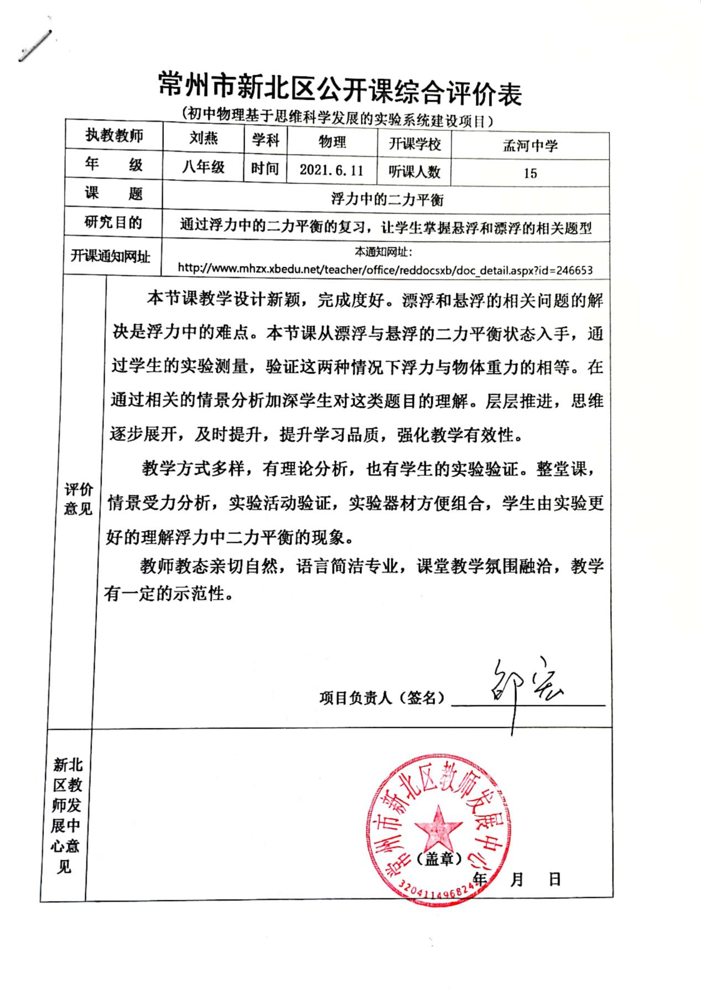 常州市新北区公开课综合评价表
(初中物理基于思维科学发展的实验系统建设项目)
执教教师 刘燕 学科 物理 开课学校 孟河中学
年 级 八年级 时间 2021.6.11 听课人数 15
课 题 浮力中的二力平衡
研究目的 通过浮力中的二力平衡的复习，让学生掌握悬浮和漂浮的相关题型
开课通知网址 本通知网址：
http://www.mhzx.xbedu.net/teacher/office/reddocsxb/doc_detail.aspx?id=246653
评价
意见
本节课教学设计新颖，完成度好。漂浮和悬浮的相关问题的解
决是浮力中的难点。本节课从漂浮与悬浮的二力平衡状态入手，通
过学生的实验测量，验证这两种情况下浮力与物体重力的相等。在
通过相关的情景分析加深学生对这类题目的理解。层层推进，思维
逐步展开，及时提升，提升学习品质，强化教学有效性。
教学方式多样，有理论分析，也有学生的实验验证。整堂课，
情景受力分析，实验活动验证，实验器材方便组合，学生由实验更
好的理解浮力中二力平衡的现象。
教师教态亲切自然，语言简洁专业，课堂教学氛围融洽，教学
有一定的示范性。
项目负责人（签名） 邵宏
新北
区教
师发
展中
心意
见
常州市新北区教师发展中心
（盖章）
年 月 日